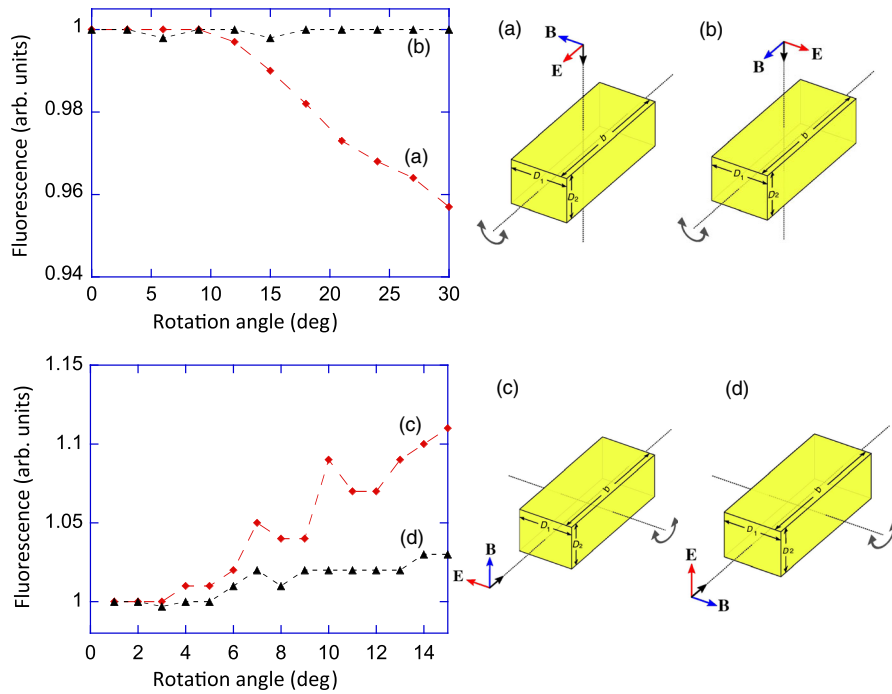 1
0.98
0.96
0.94
Fluorescence (arb. units)
(b)
(a)
0 5 10 15 20 25 30
Rotation angle (deg)
(a)
B
E
b
D1
D2
(b)
B
E
b
D1
D2
1.15
1.1
1.05
1
Fluorescence (arb. units)
(c)
(d)
0 2 4 6 8 10 12 14
Rotation angle (deg)
(c)
B
E
b
D1
D2
(d)
E
B
b
D1
D2